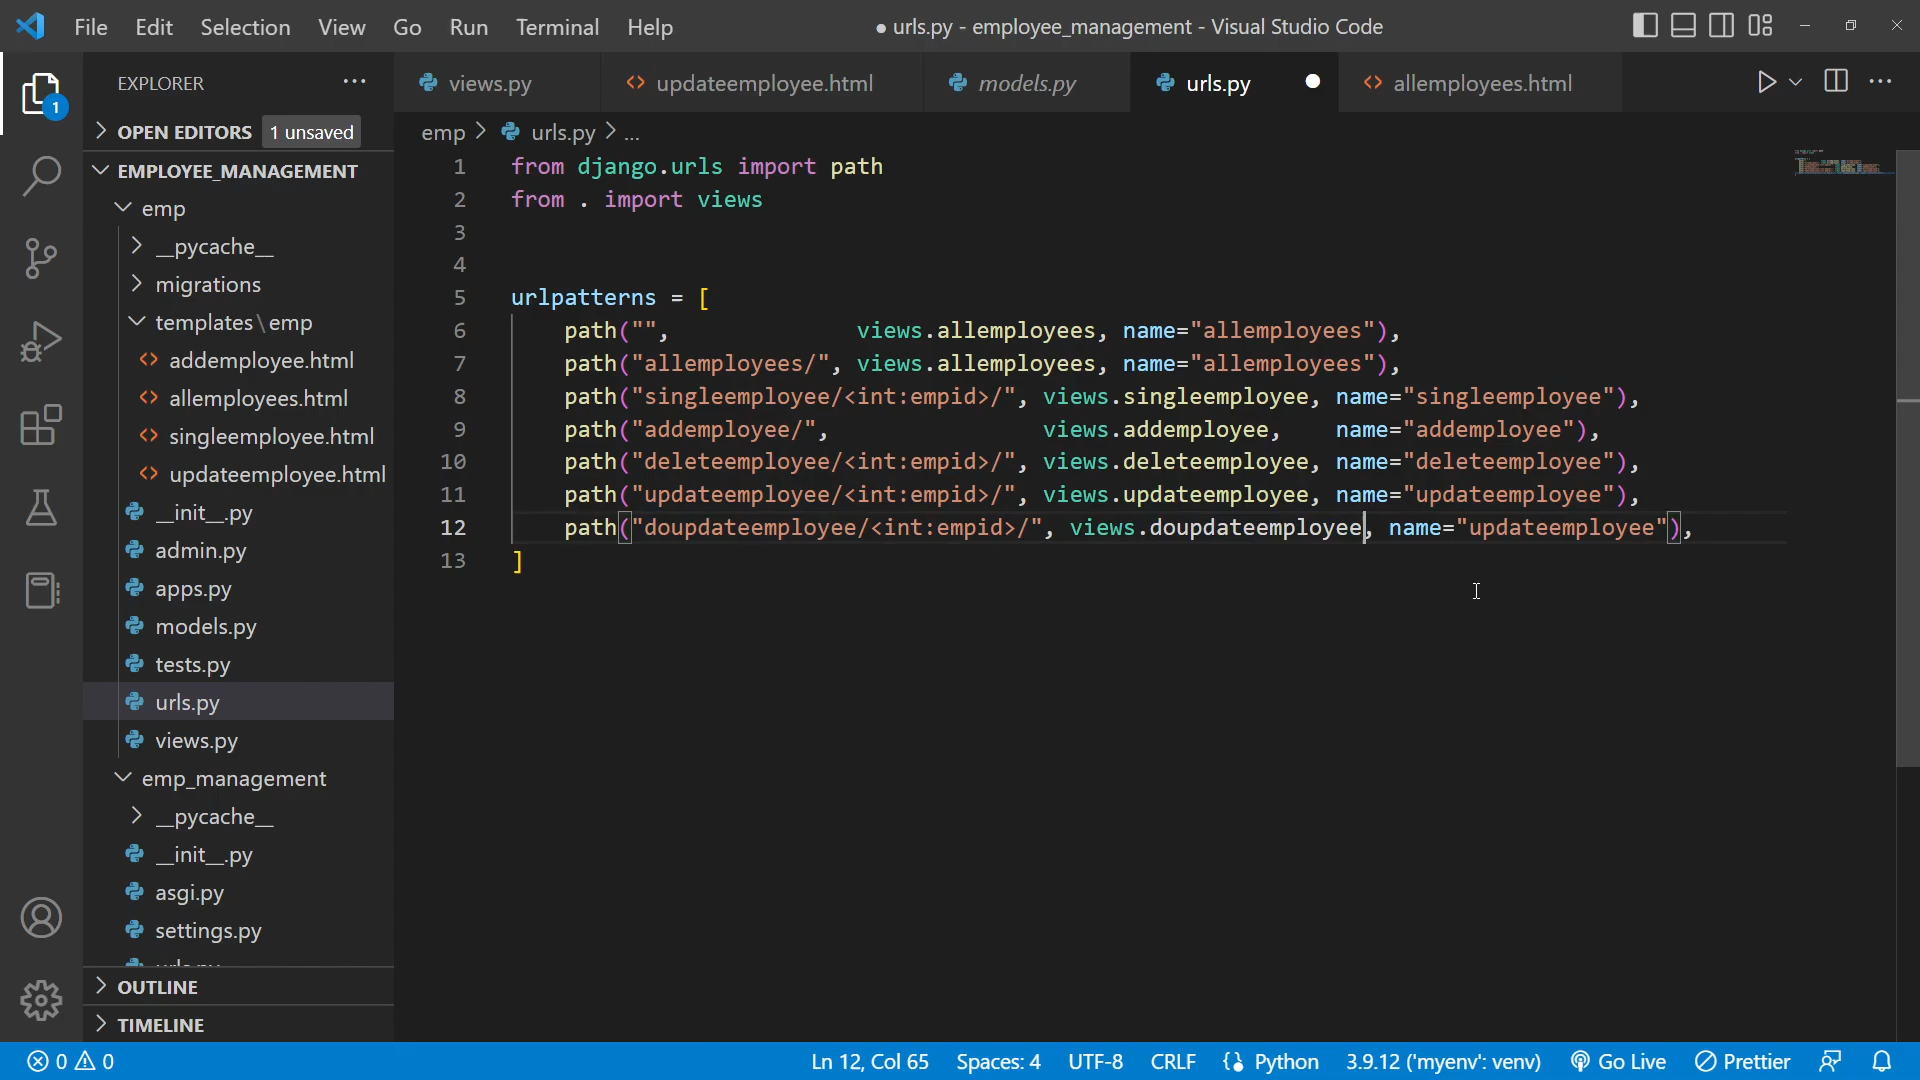 File Edit Selection View Go Run Terminal Help
● urls.py - employee_management - Visual Studio Code
EXPLORER
OPEN EDITORS 1 unsaved
EMPLOYEE_MANAGEMENT
emp
__pycache__
migrations
templates\emp
addemployee.html
allemployees.html
singleemployee.html
updateemployee.html
__init__.py
admin.py
apps.py
models.py
tests.py
urls.py
views.py
emp_management
__pycache__
__init__.py
asgi.py
settings.py
OUTLINE
TIMELINE
1
views.py
updateemployee.html
models.py
urls.py
allemployees.html
emp > urls.py > ...
1 from django.urls import path
2 from . import views
3
4
5 urlpatterns = [
6 path("", views.allemployees, name="allemployees"),
7 path("allemployees/", views.allemployees, name="allemployees"),
8 path("singleemployee/<int:empid>/", views.singleemployee, name="singleemployee"),
9 path("addemployee/", views.addemployee, name="addemployee"),
10 path("deleteemployee/<int:empid>/", views.deleteemployee, name="deleteemployee"),
11 path("updateemployee/<int:empid>/", views.updateemployee, name="updateemployee"),
12 path("doupdateemployee/<int:empid>/", views.doupdateemployee, name="updateemployee"),
13 ]
0 0
Ln 12, Col 65 Spaces: 4 UTF-8 CRLF Python 3.9.12 ('myenv': venv) Go Live Prettier